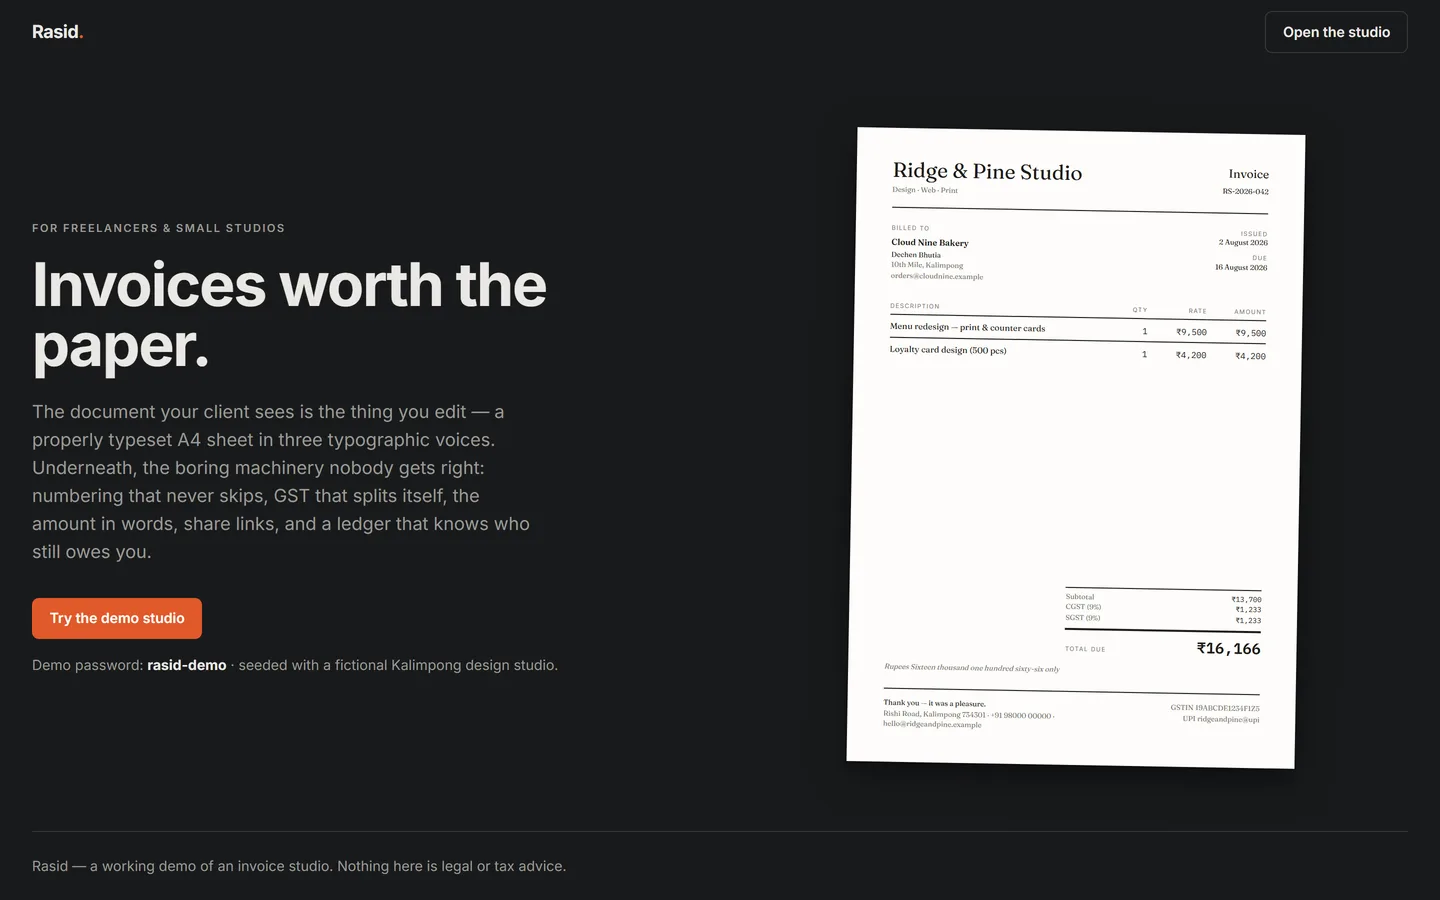 Rasid.
Open the studio
FOR FREELANCERS & SMALL STUDIOS
Invoices worth the
paper.
The document your client sees is the thing you edit — a
properly typeset A4 sheet in three typographic voices.
Underneath, the boring machinery nobody gets right:
numbering that never skips, GST that splits itself, the
amount in words, share links, and a ledger that knows who
still owes you.
Try the demo studio
Demo password: rasid-demo · seeded with a fictional Kalimpong design studio.
Ridge & Pine Studio
Design · Web · Print
Invoice
RS-2026-042
BILLED TO
Cloud Nine Bakery
Dechen Bhutia
10th Mile, Kalimpong
orders@cloudnine.example
ISSUED
2 August 2026
DUE
16 August 2026
DESCRIPTION QTY RATE AMOUNT
Menu redesign — print & counter cards 1 ₹9,500 ₹9,500
Loyalty card design (500 pcs) 1 ₹4,200 ₹4,200
Subtotal ₹13,700
CGST (9%) ₹1,233
SGST (9%) ₹1,233
TOTAL DUE ₹16,166
Rupees Sixteen thousand one hundred sixty-six only
Thank you — it was a pleasure.
Rishi Road, Kalimpong 734301 · +91 98000 00000 ·
hello@ridgeandpine.example
GSTIN 19ABCDE1234F1Z5
UPI ridgeandpine@upi
Rasid — a working demo of an invoice studio. Nothing here is legal or tax advice.